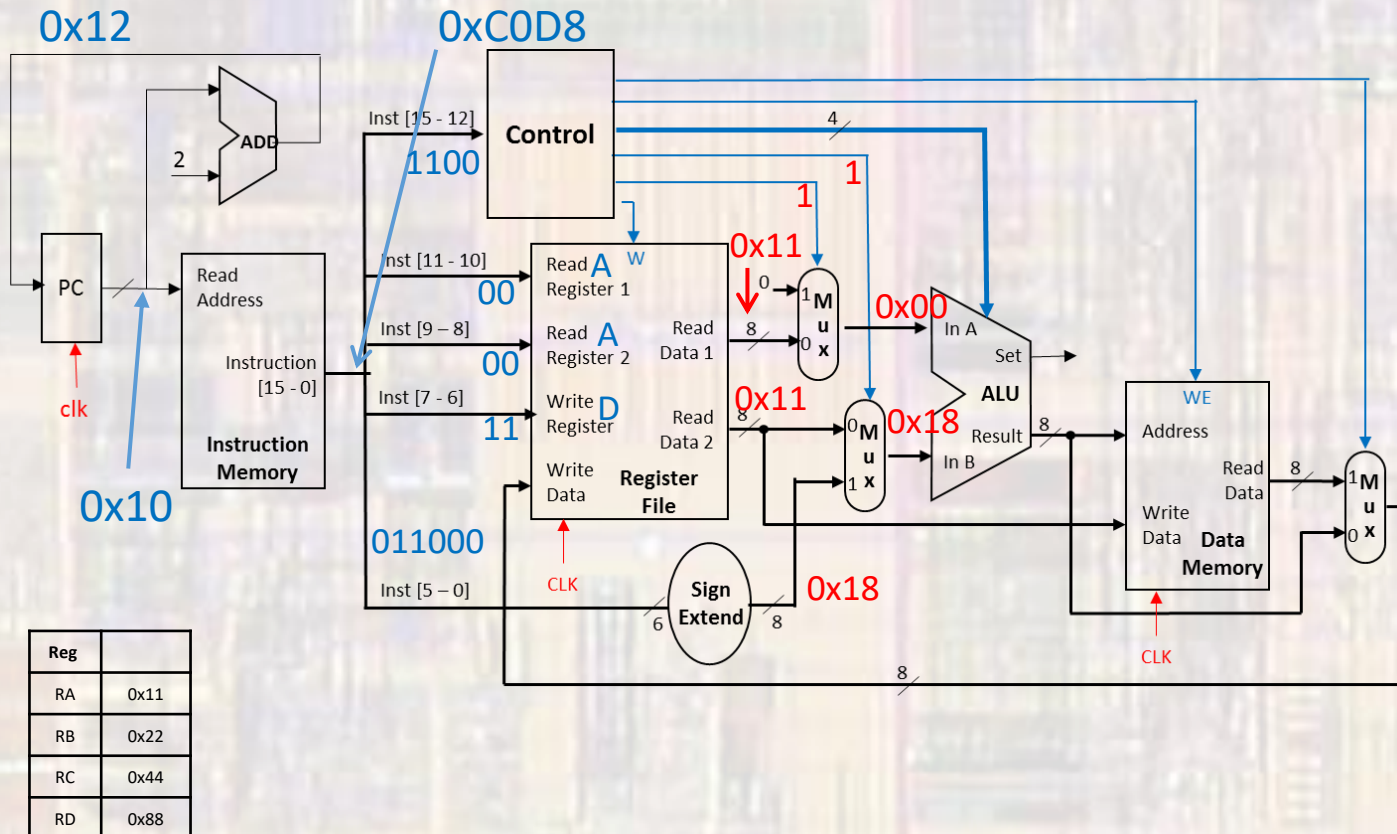 0x12
0xC0D8
ADD
2
PC
clk
0x10
Read
Address
Instruction
[15 - 0]
Instruction
Memory
Inst [15 - 12]
1100
Control
Inst [11 - 10]
00
Inst [9 – 8]
00
Inst [7 - 6]
11
011000
Inst [5 – 0]
6
W
Read A
Register 1
Read A
Register 2
Write D
Register
Write
Data
Read
Data 1
Read
Data 2
Register
File
CLK
Sign
Extend
8
0x18
0x11
8
0
0x11
8
1
1
1
M
u
x
0
0x00
0
M
u
x
1
0x18
4
In A
Set
ALU
Result
In B
8
WE
Address
Read
Data
Write
Data
Data
Memory
CLK
8
1
M
u
x
0
8
Reg
RA 0x11
RB 0x22
RC 0x44
RD 0x88